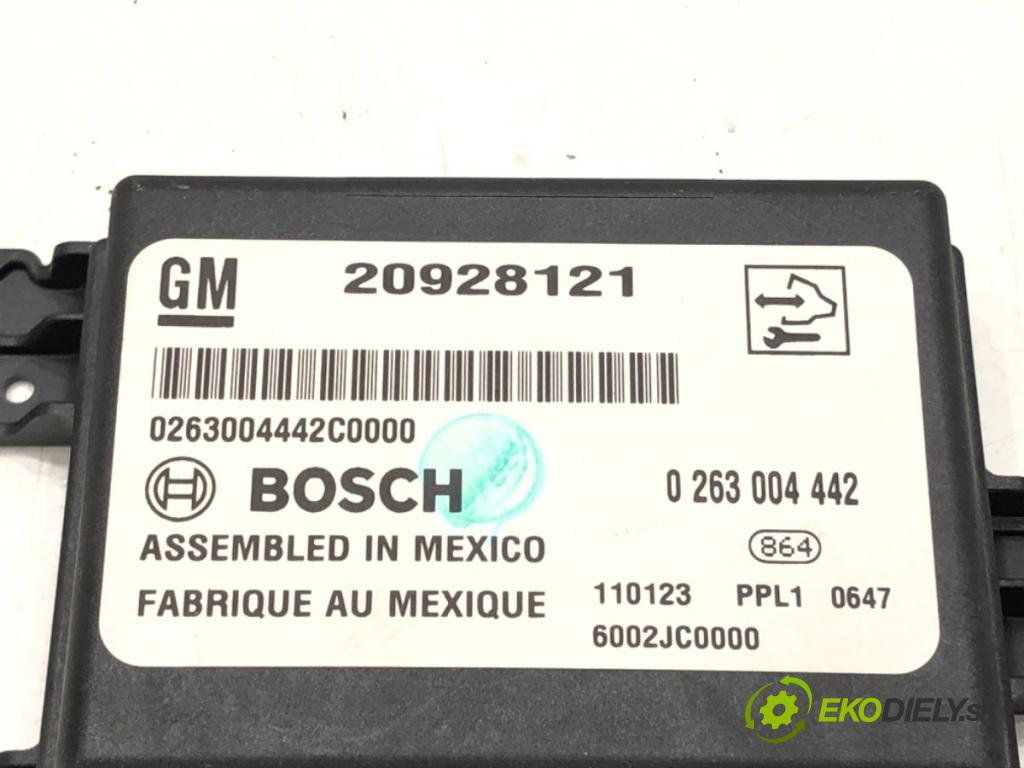 GM 20928121
0263004442C0000
BOSCH 0 263 004 442
ASSEMBLED IN MEXICO 864
FABRIQUE AU MEXIQUE 110123 PPL1 0647
6002JC0000
EKODIELY.s